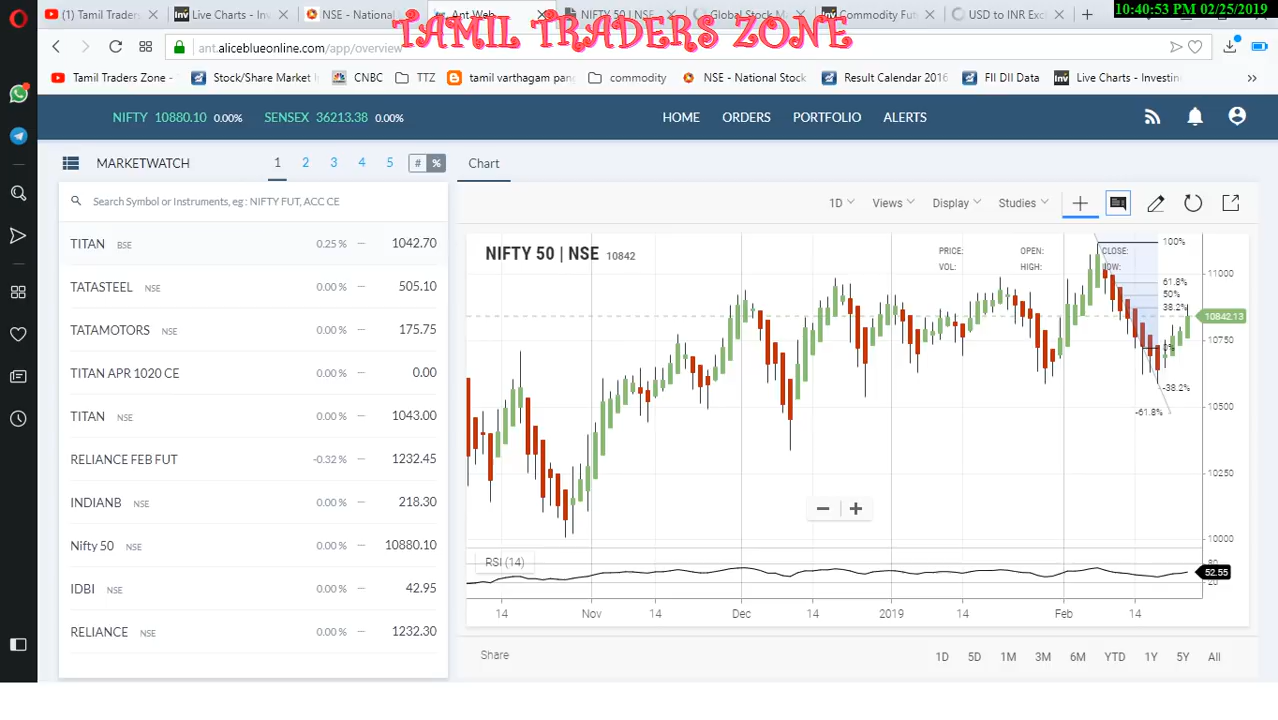 10:40:53 PM 02/25/2019
TAMIL TRADERS ZONE
(1) Tamil Traders
Live Charts - Inv
NSE - National
Ant Web
NIFTY 50 | NSE
Global Stock M
Commodity Fut
USD to INR Exc
ant.aliceblueonline.com/app/overview
Tamil Traders Zone -
Stock/Share Market
CNBC
TTZ
tamil varthagam pan
commodity
NSE - National Stock
Result Calendar 2016
FII DII Data
Live Charts - Investin
NIFTY 10880.10 0.00% SENSEX 36213.38 0.00%
HOME ORDERS PORTFOLIO ALERTS
MARKETWATCH 1 2 3 4 5 # %
Chart
Search Symbol or Instruments, eg : NIFTY FUT, ACC CE
1D Views Display Studies
TITAN BSE 0.25 % 1042.70
TATASTEEL NSE 0.00 % 505.10
TATAMOTORS NSE 0.00 % 175.75
TITAN APR 1020 CE 0.00 % 0.00
TITAN NSE 0.00 % 1043.00
RELIANCE FEB FUT -0.32 % 1232.45
INDIANB NSE 0.00 % 218.30
Nifty 50 NSE 0.00 % 10880.10
IDBI NSE 0.00 % 42.95
RELIANCE NSE 0.00 % 1232.30
NIFTY 50 | NSE 10842
PRICE: OPEN: CLOSE:
VOL: HIGH: LOW:
100%
61.8%
50%
38.2%
0%
-38.2%
-61.8%
11000
10842.13
10750
10500
10250
10000
RSI (14)
80
52.55
20
14 Nov 14 Dec 14 2019 14 Feb 14
Share
1D 5D 1M 3M 6M YTD 1Y 5Y All